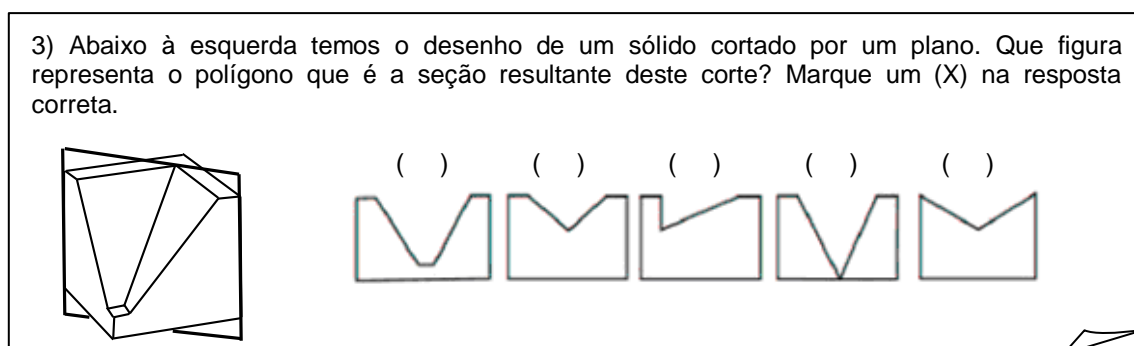 3) Abaixo à esquerda temos o desenho de um sólido cortado por um plano. Que figura
representa o polígono que é a seção resultante deste corte? Marque um (X) na resposta
correta.
( ) ( ) ( ) ( ) ( )